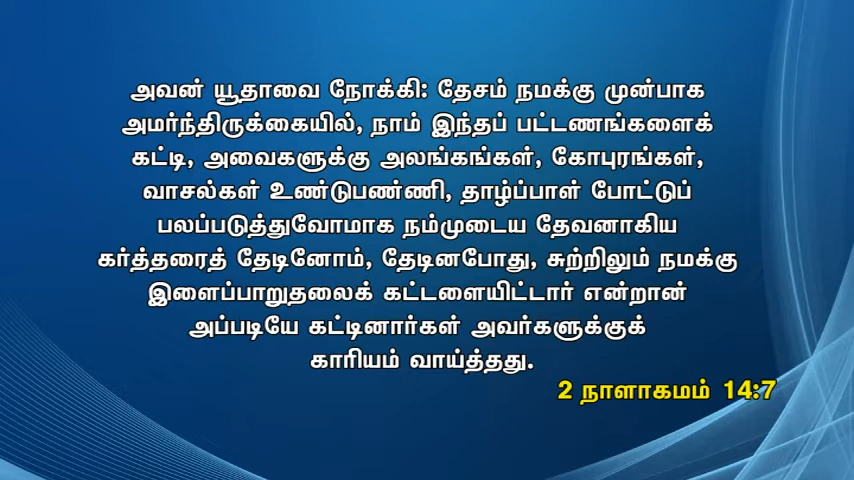 அவன் யூதாவை நோக்கி: தேசம் நமக்கு முன்பாக
அமர்ந்திருக்கையில், நாம் இந்தப் பட்டணங்களைக்
கட்டி, அவைகளுக்கு அலங்கங்கள், கோபுரங்கள்,
வாசல்கள் உண்டுபண்ணி, தாழ்ப்பாள் போட்டுப்
பலப்படுத்துவோமாக நம்முடைய தேவனாகிய
கர்த்தரைத் தேடினோம், தேடினபோது, சுற்றிலும் நமக்கு
இளைப்பாறுதலைக் கட்டளையிட்டார் என்றான்
அப்படியே கட்டினார்கள் அவர்களுக்குக்
காரியம் வாய்த்தது.
2 நாளாகமம் 14:7